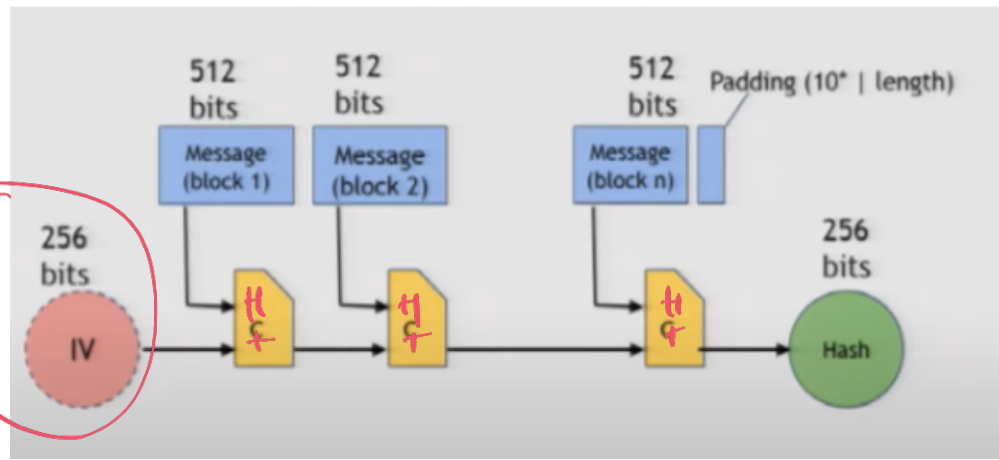 512
bits
512
bits
512
bits
Padding (10* | length)
Message
(block 1)
Message
(block 2)
Message
(block n)
256
bits
256
bits
H
C
H
C
H
C
IV
Hash